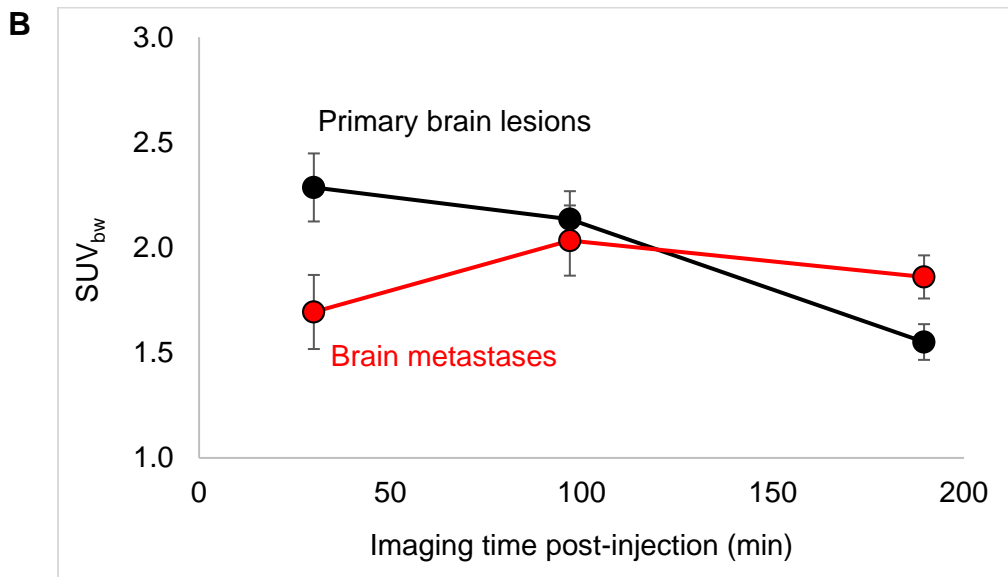 B
3.0
2.5
2.0
1.5
1.0
SUVbw
Primary brain lesions
Brain metastases
0 50 100 150 200
Imaging time post-injection (min)